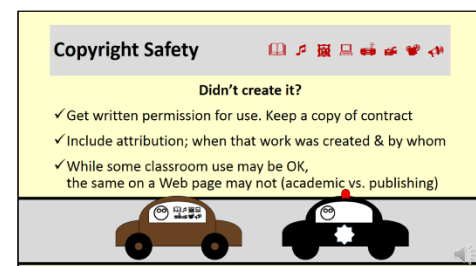 Copyright Safety
Didn't create it?
✓Get written permission for use. Keep a copy of contract
✓Include attribution; when that work was created & by whom
✓While some classroom use may be OK,
the same on a Web page may not (academic vs. publishing)